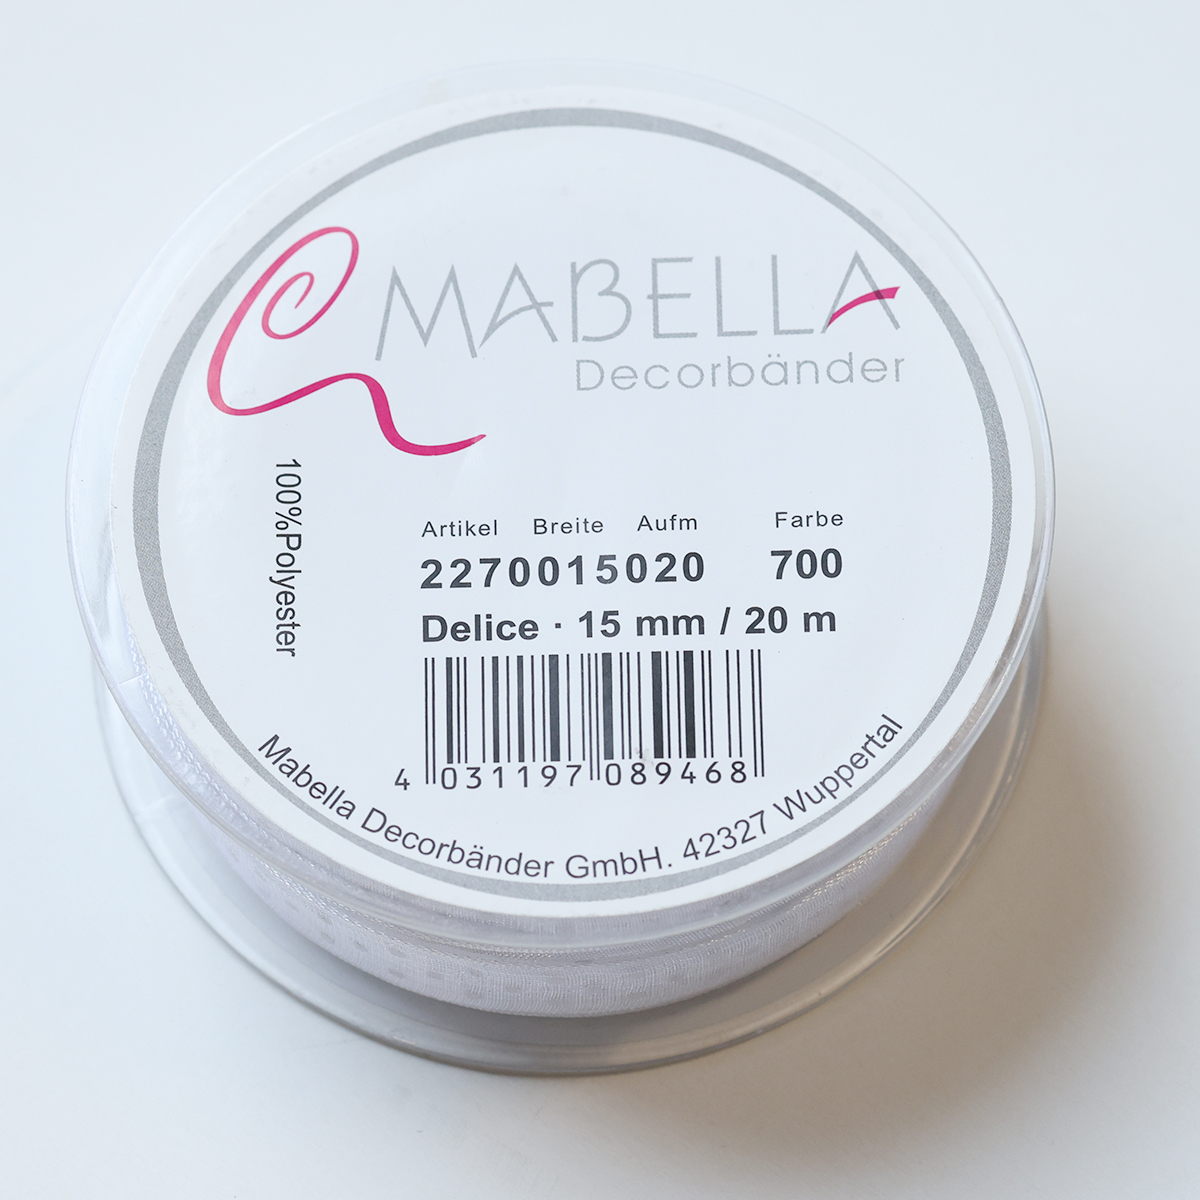 MABELLA
Decorbänder
100%Polyester
Artikel Breite Aufm Farbe
2270015020 700
Delice · 15 mm / 20 m
4 031197 089468
Mabella Decorbänder GmbH. 42327 Wuppertal